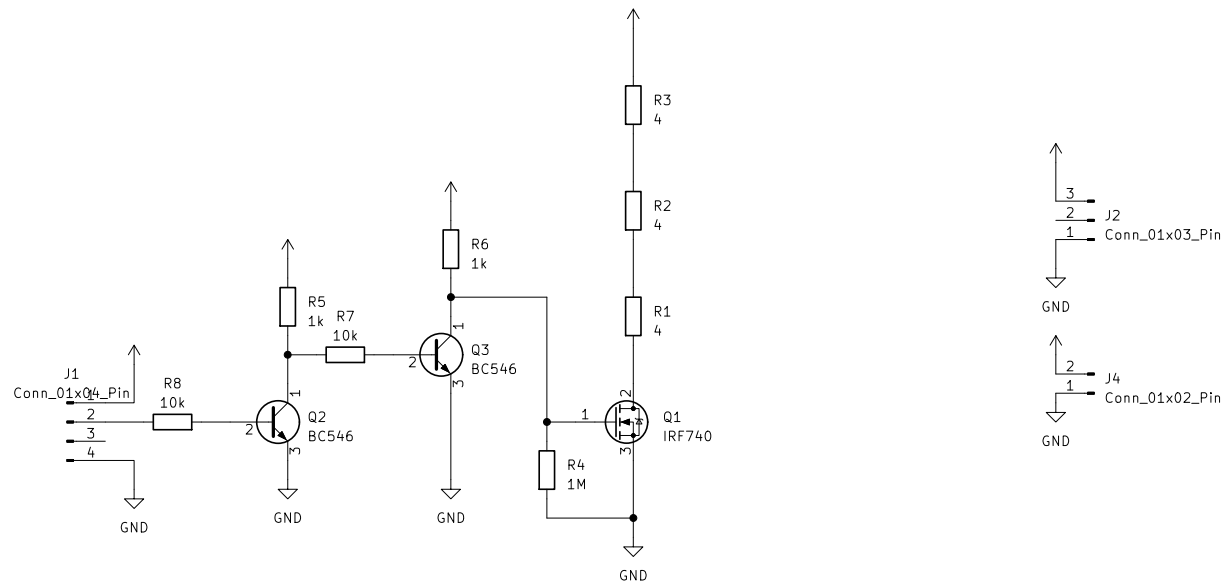 R3
4
R2
4
R1
4
R6
1k
R5
1k
R7
10k
1
2
3
Q3
BC546
J1
Conn_01x04_Pin
1
2
3
4
R8
10k
1
2
3
Q2
BC546
2
1
3
Q1
IRF740
R4
1M
GND
GND
GND
GND
3
2
1
J2
Conn_01x03_Pin
GND
2
1
J4
Conn_01x02_Pin
GND